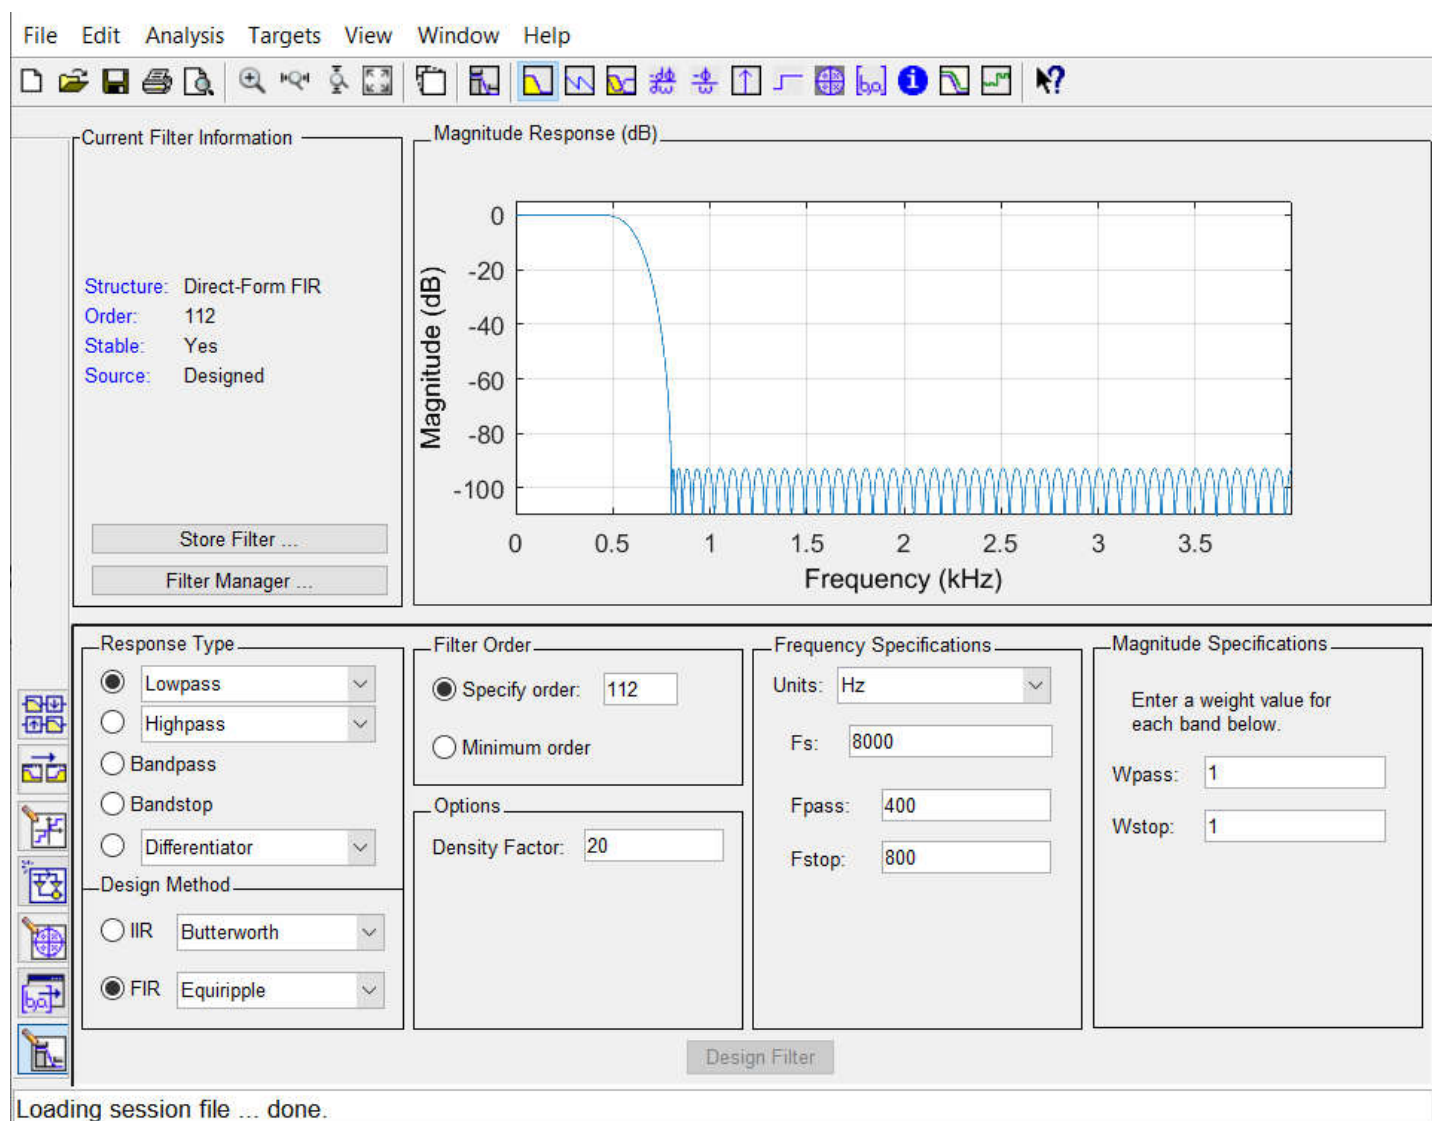 File Edit Analysis Targets View Window Help
Current Filter Information
Structure: Direct-Form FIR
Order: 112
Stable: Yes
Source: Designed
Store Filter ...
Filter Manager ...
Magnitude Response (dB)
Magnitude (dB)
0
-20
-40
-60
-80
-100
0 0.5 1 1.5 2 2.5 3 3.5
Frequency (kHz)
Response Type
Lowpass
Highpass
Bandpass
Bandstop
Differentiator
Design Method
IIR Butterworth
FIR Equiripple
Filter Order
Specify order: 112
Minimum order
Options
Density Factor: 20
Frequency Specifications
Units: Hz
Fs: 8000
Fpass: 400
Fstop: 800
Magnitude Specifications
Enter a weight value for
each band below.
Wpass: 1
Wstop: 1
Design Filter
Loading session file ... done.